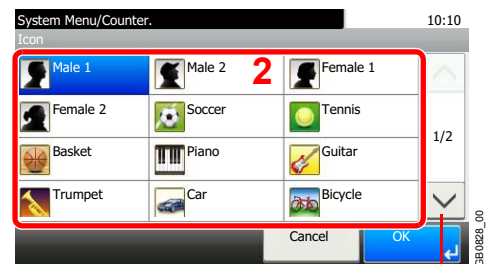 System Menu/Counter. 10:10
Icon
Male 1 Male 2 2 Female 1
Female 2 Soccer Tennis
1/2
Basket Piano Guitar
Trumpet Car Bicycle
Cancel OK
GB0828_00